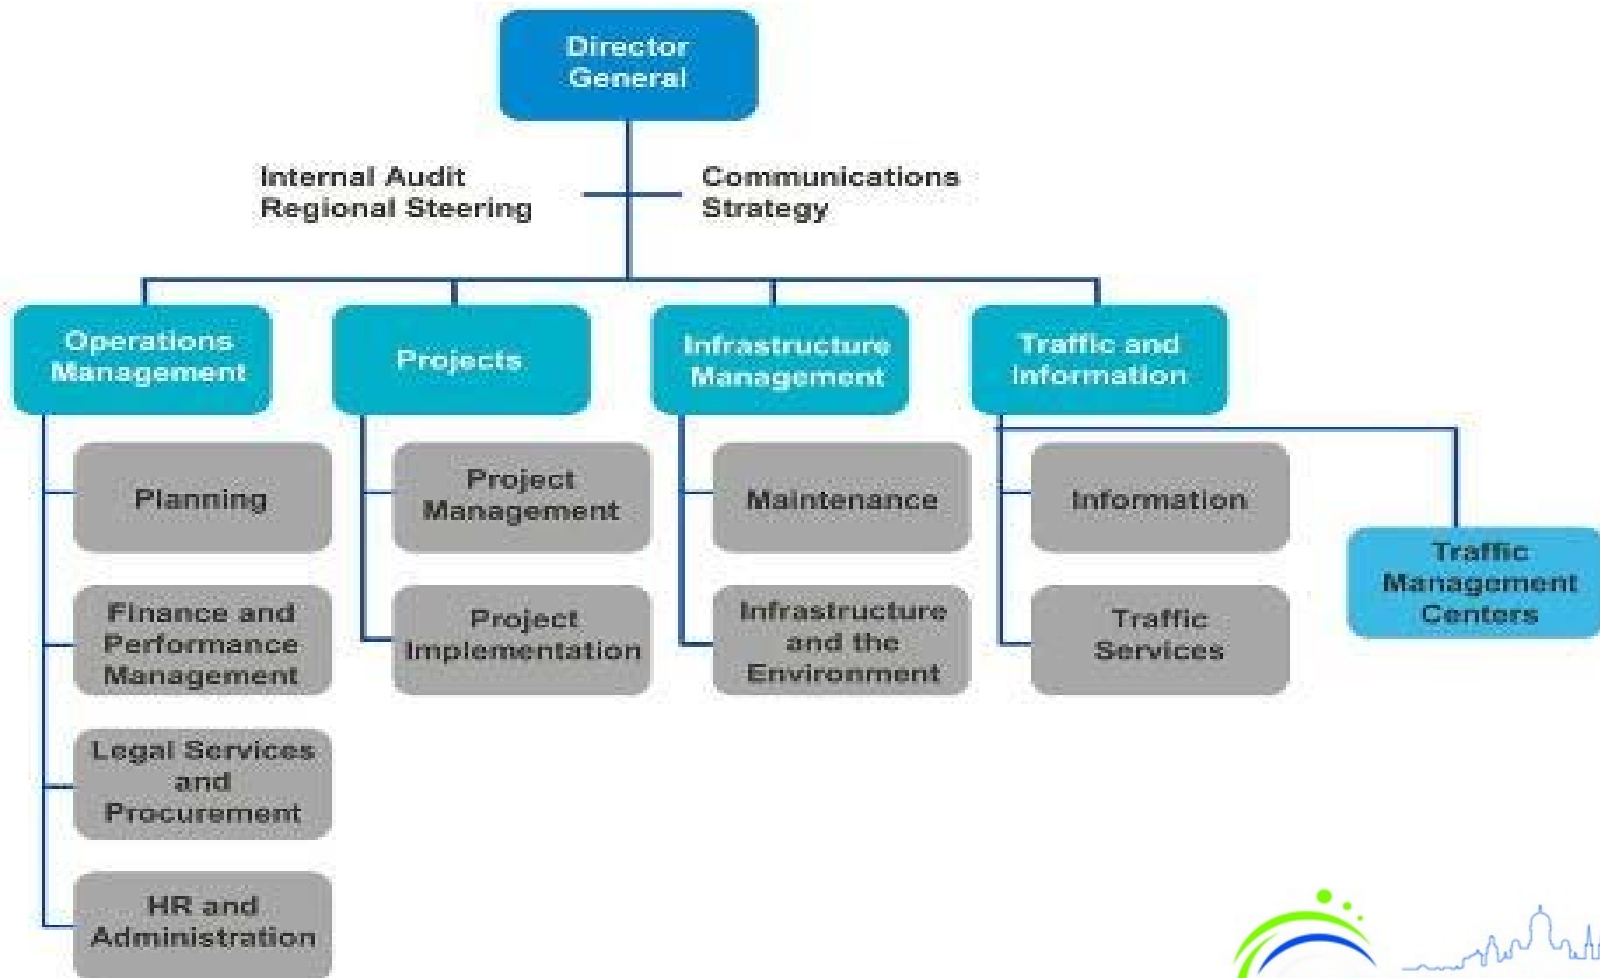 Director
General
Internal Audit
Regional Steering
Communications
Strategy
Operations
Management
Projects
Infrastructure
Management
Traffic and
Information
Planning
Project
Management
Maintenance
Information
Traffic
Management
Centers
Finance and
Performance
Management
Project
Implementation
Infrastructure
and the
Environment
Traffic
Services
Legal Services
and
Procurement
HR and
Administration